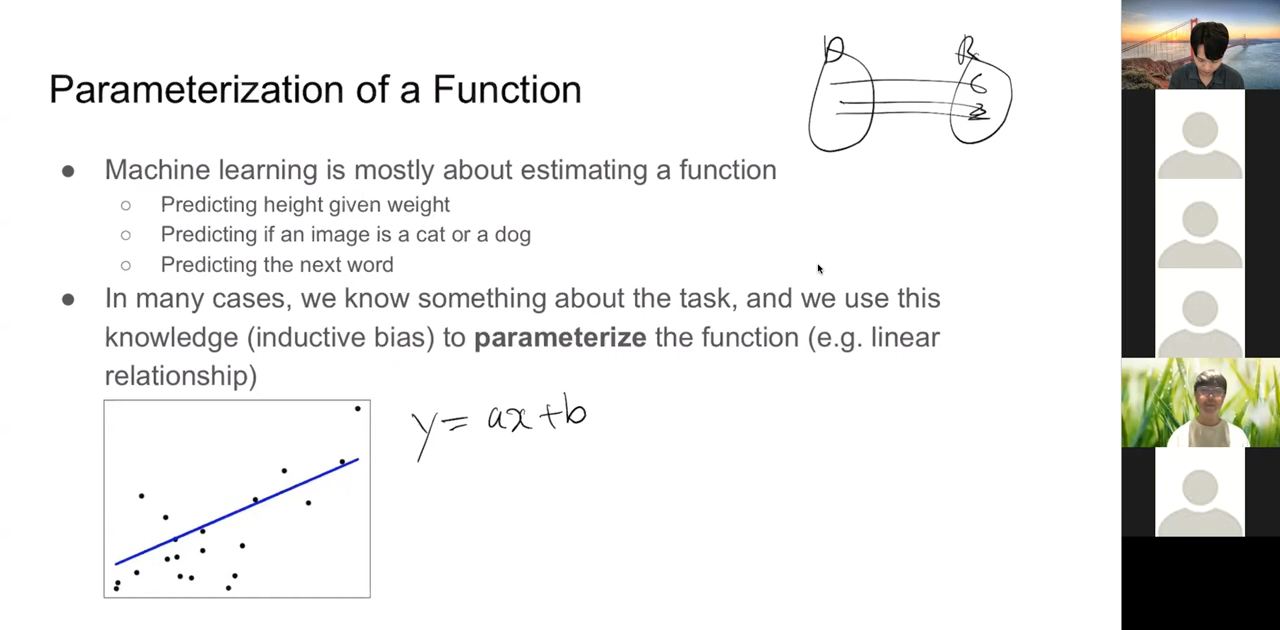 Parameterization of a Function
D
R
● Machine learning is mostly about estimating a function
○ Predicting height given weight
○ Predicting if an image is a cat or a dog
○ Predicting the next word
● In many cases, we know something about the task, and we use this
knowledge (inductive bias) to parameterize the function (e.g. linear
relationship)
y = ax+b